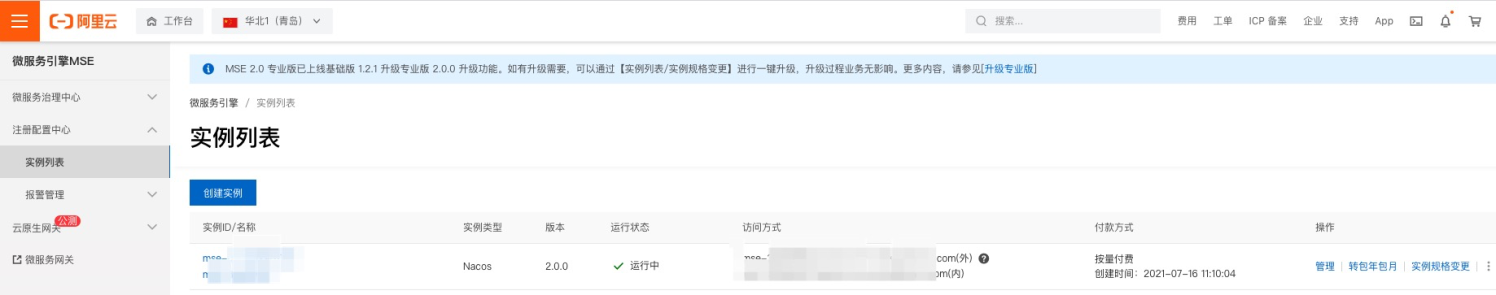 阿里云 工作台 华北1（青岛） 搜索... 费用 工单 ICP 备案 企业 支持 App
微服务引擎MSE
微服务治理中心
注册配置中心
实例列表
报警管理
云原生网关 公测
微服务网关
MSE 2.0 专业版已上线基础版 1.2.1 升级专业版 2.0.0 升级功能。如有升级需要，可以通过【实例列表/实例规格变更】进行一键升级，升级过程业务无影响。更多内容，请参见[升级专业版]
微服务引擎 / 实例列表
实例列表
创建实例
实例ID/名称 实例类型 版本 运行状态 访问方式 付款方式 操作
Nacos 2.0.0 运行中
.com(外)
.com(内)
按量付费
创建时间：2021-07-16 11:10:04
管理 转包年包月 实例规格变更